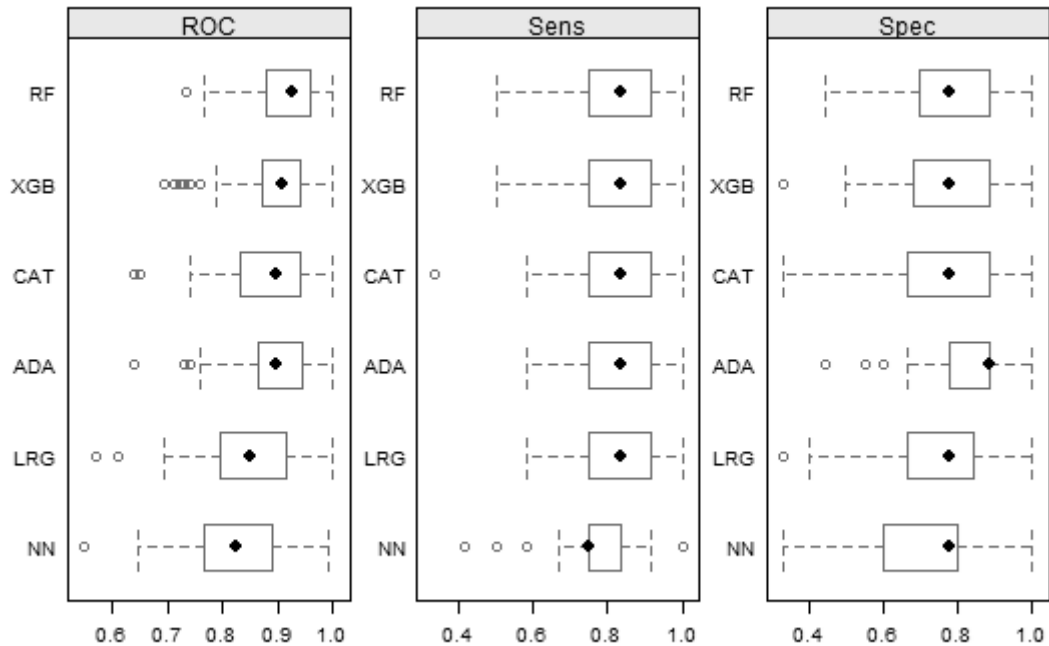 ROC Sens Spec
RF RF RF
XGB XGB XGB
CAT CAT CAT
ADA ADA ADA
LRG LRG LRG
NN NN NN
0.6 0.7 0.8 0.9 1.0 0.4 0.6 0.8 1.0 0.4 0.6 0.8 1.0